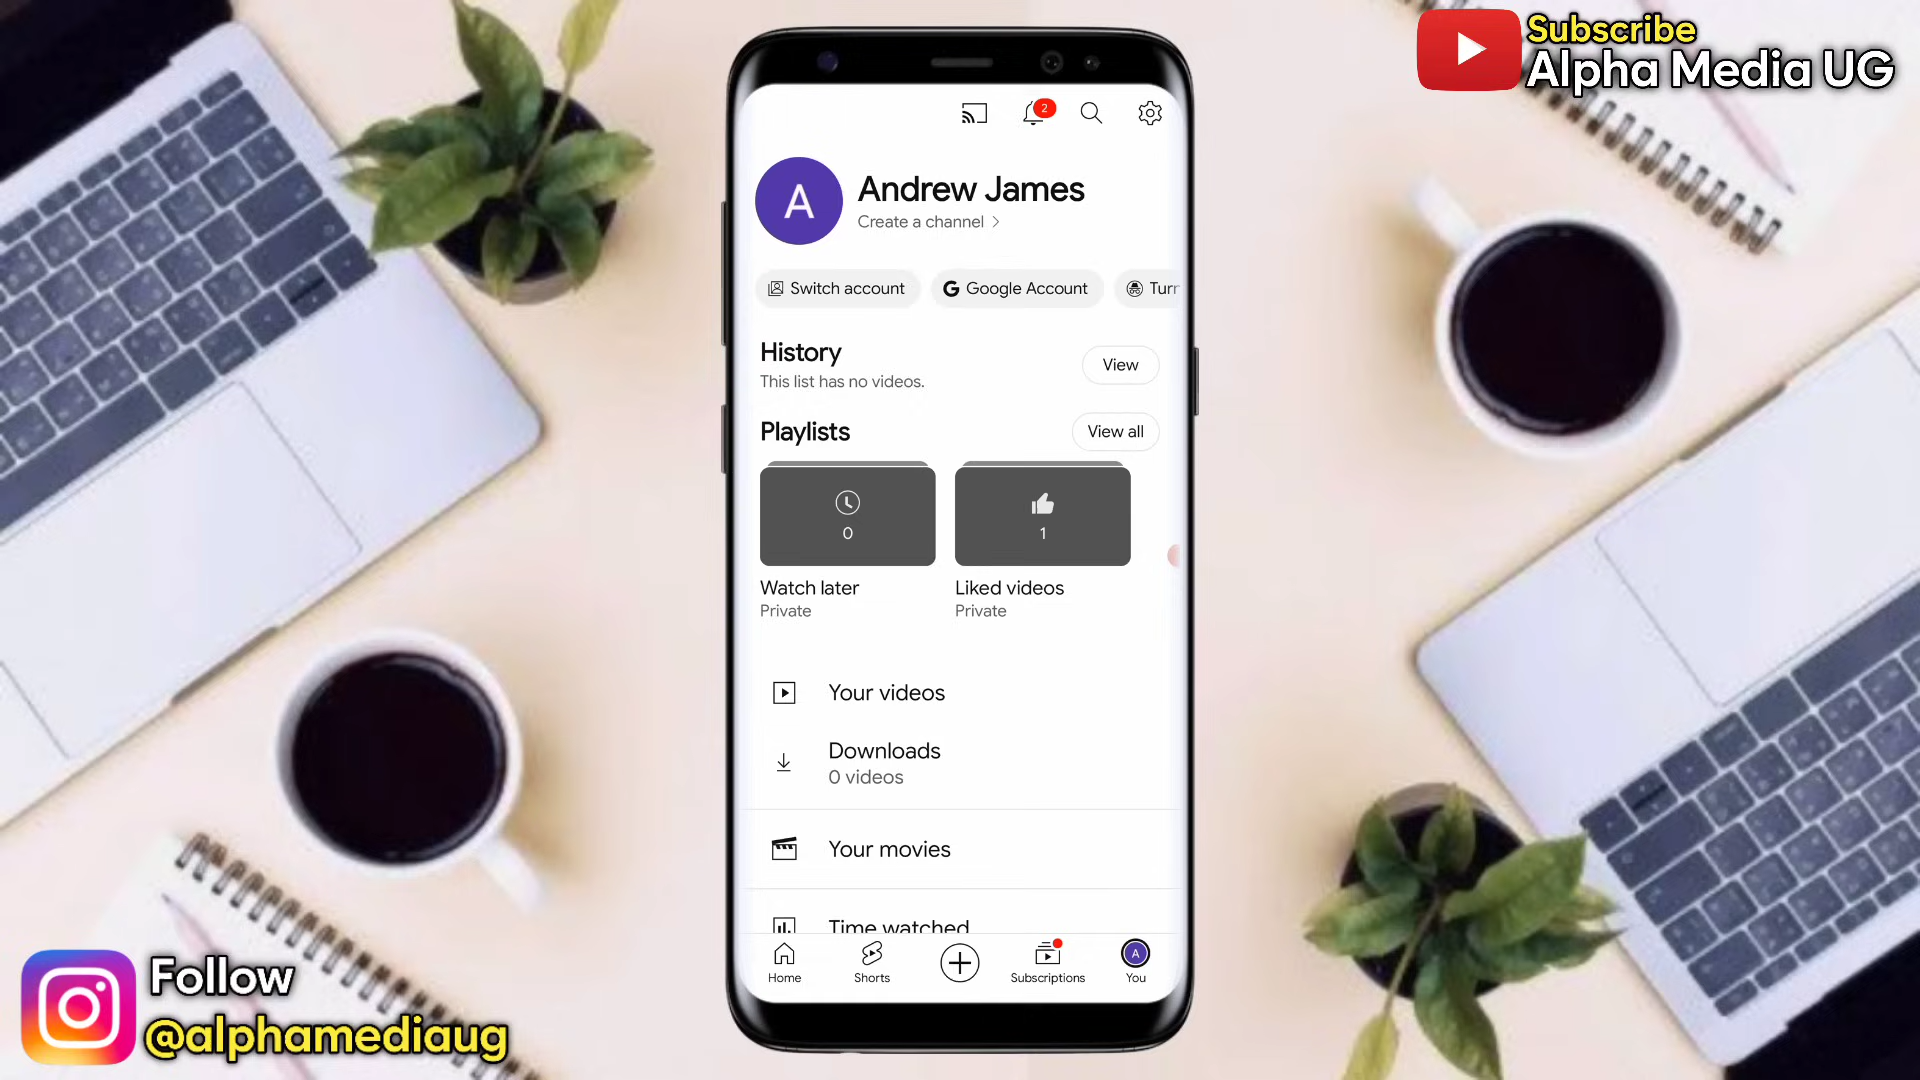 Subscribe
Alpha Media UG
2
A
Andrew James
Create a channel
Switch account
Google Account
History
This list has no videos.
View
Playlists
View all
0
1
Watch later
Private
Liked videos
Private
Your videos
Downloads
0 videos
Your movies
Time watched
Home
Shorts
Subscriptions
A
You
Follow
@alphamediaug